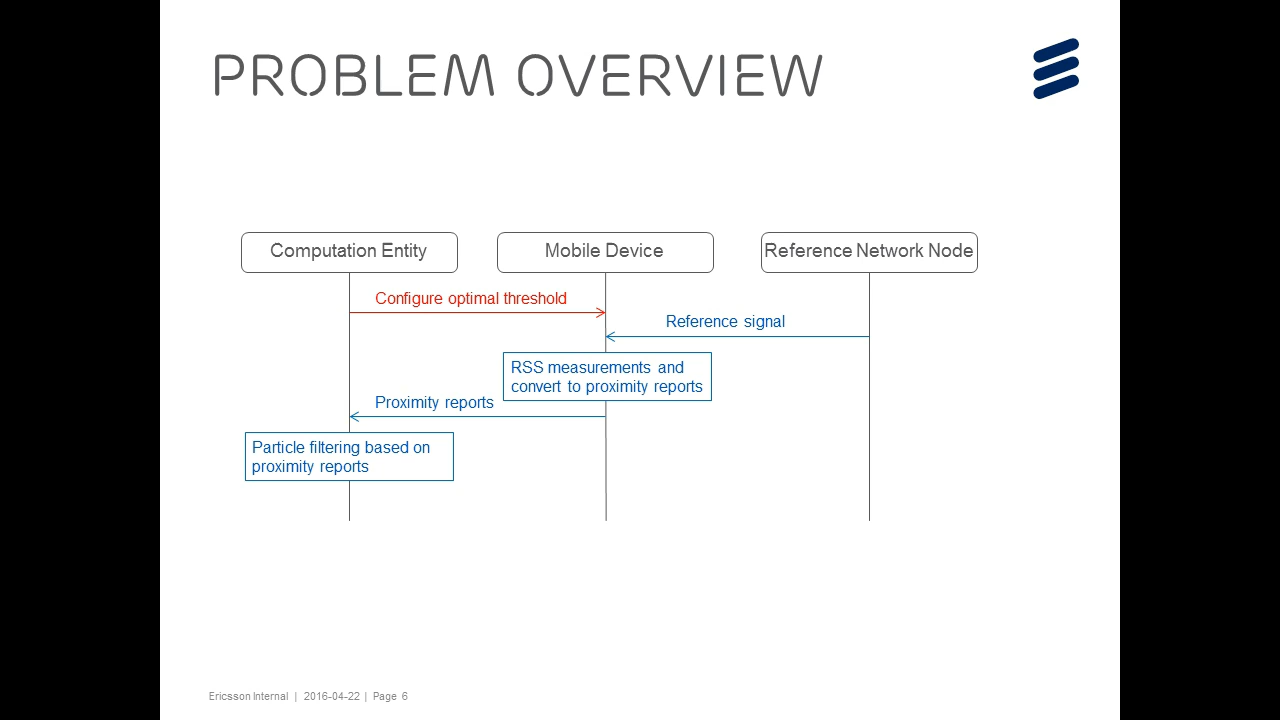 PROBLEM OVERVIEW
Computation Entity
Mobile Device
Reference Network Node
Configure optimal threshold
Reference signal
RSS measurements and
convert to proximity reports
Proximity reports
Particle filtering based on
proximity reports
Ericsson Internal | 2016-04-22 | Page 6